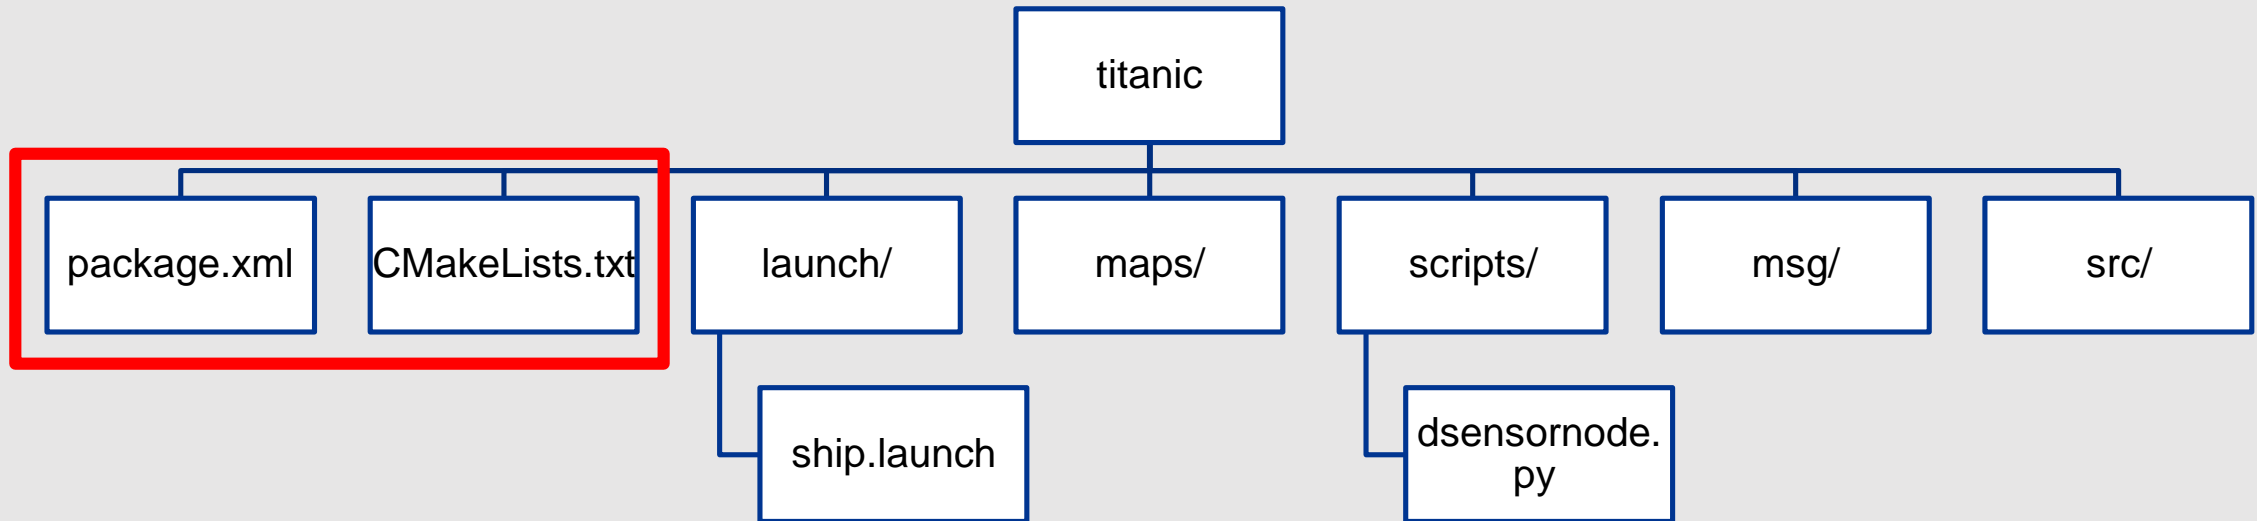 titanic
package.xml
CMakeLists.txt
launch/
maps/
scripts/
msg/
src/
ship.launch
dsensornode.
py